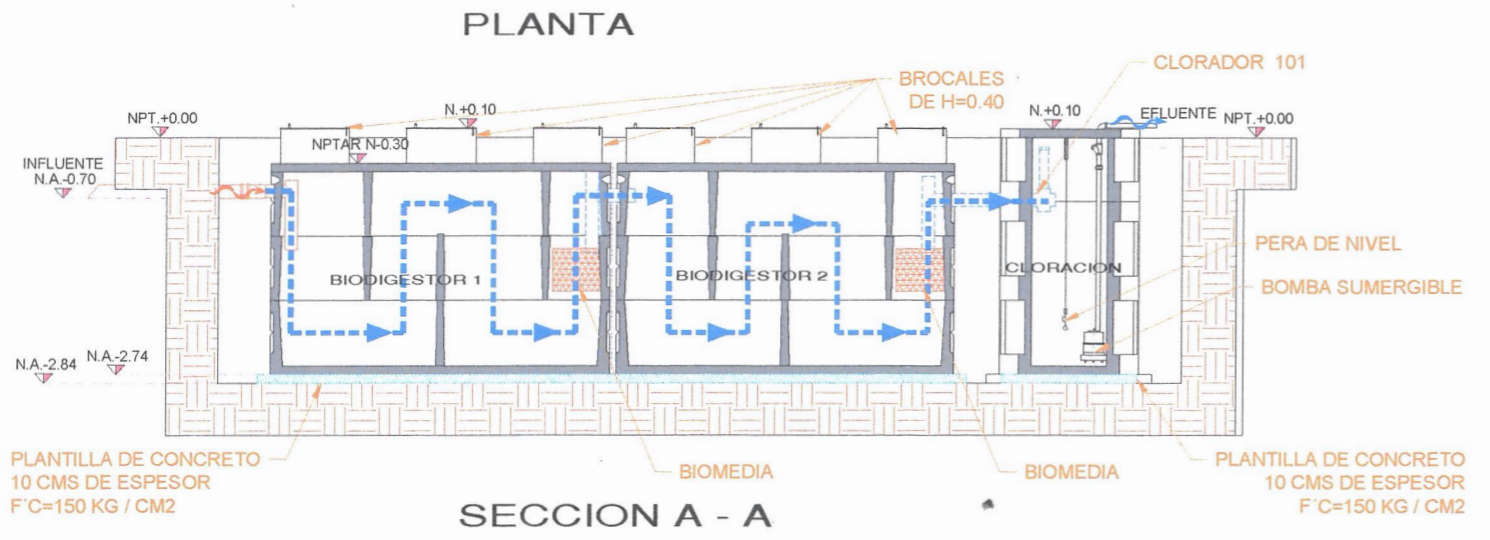 PLANTA
CLORADOR 101
BROCALES
DE H=0.40
NPT.+0.00
N.+0.10
N.+0.10
EFLUENTE
NPT.+0.00
NPTAR N-0.30
INFLUENTE
N.A.-0.70
PERA DE NIVEL
BIODIGESTOR 1
BIODIGESTOR 2
CLORACION
BOMBA SUMERGIBLE
N.A.-2.84
N.A.-2.74
PLANTILLA DE CONCRETO
10 CMS DE ESPESOR
F´C=150 KG / CM2
BIOMEDIA
BIOMEDIA
PLANTILLA DE CONCRETO
10 CMS DE ESPESOR
F´C=150 KG / CM2
SECCION A - A